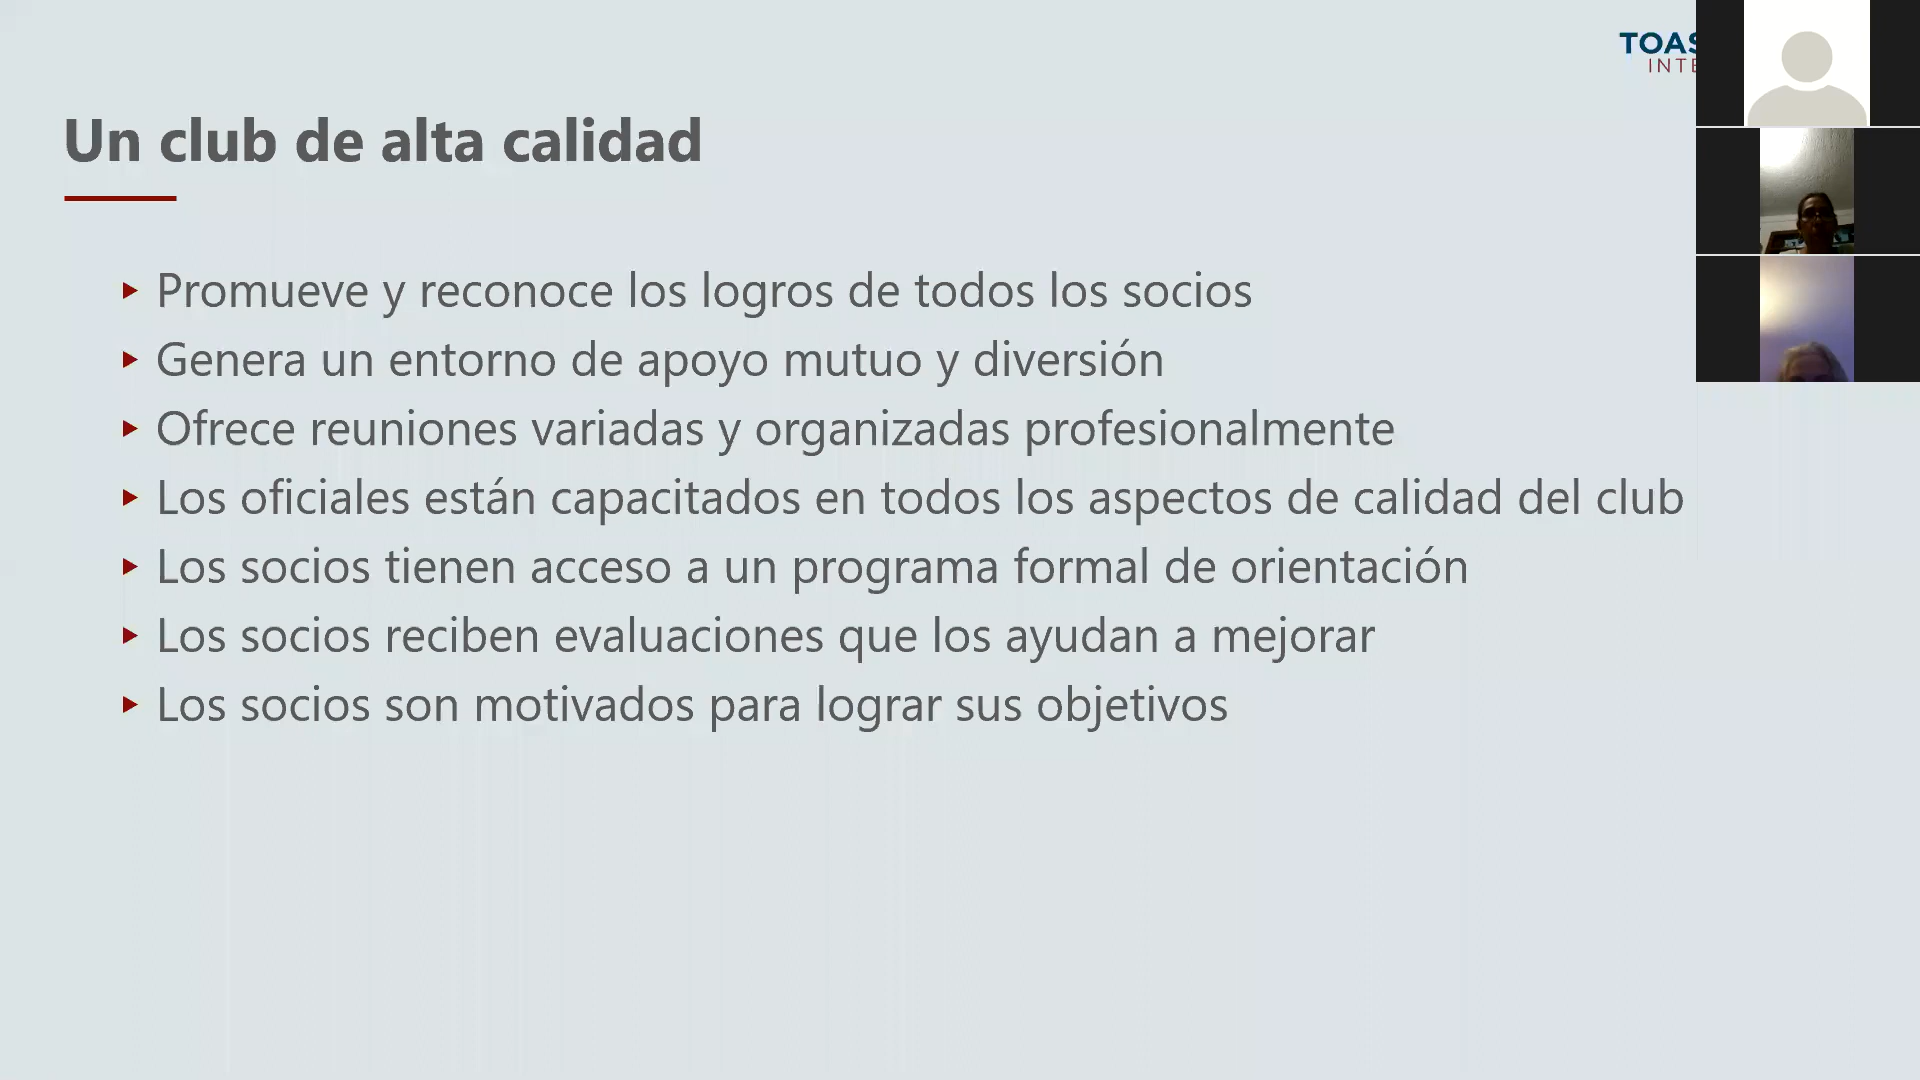 TOAS
INTE
Un club de alta calidad
Promueve y reconoce los logros de todos los socios
Genera un entorno de apoyo mutuo y diversión
Ofrece reuniones variadas y organizadas profesionalmente
Los oficiales están capacitados en todos los aspectos de calidad del club
Los socios tienen acceso a un programa formal de orientación
Los socios reciben evaluaciones que los ayudan a mejorar
Los socios son motivados para lograr sus objetivos